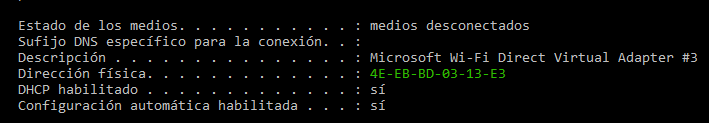 Estado de los medios. . . . . . . . . . . : medios desconectados
Sufijo DNS específico para la conexión. . :
Descripción . . . . . . . . . . . . . . . : Microsoft Wi-Fi Direct Virtual Adapter #3
Dirección física. . . . . . . . . . . . . : 4E-EB-BD-03-13-E3
DHCP habilitado . . . . . . . . . . . . . : sí
Configuración automática habilitada . . . : sí